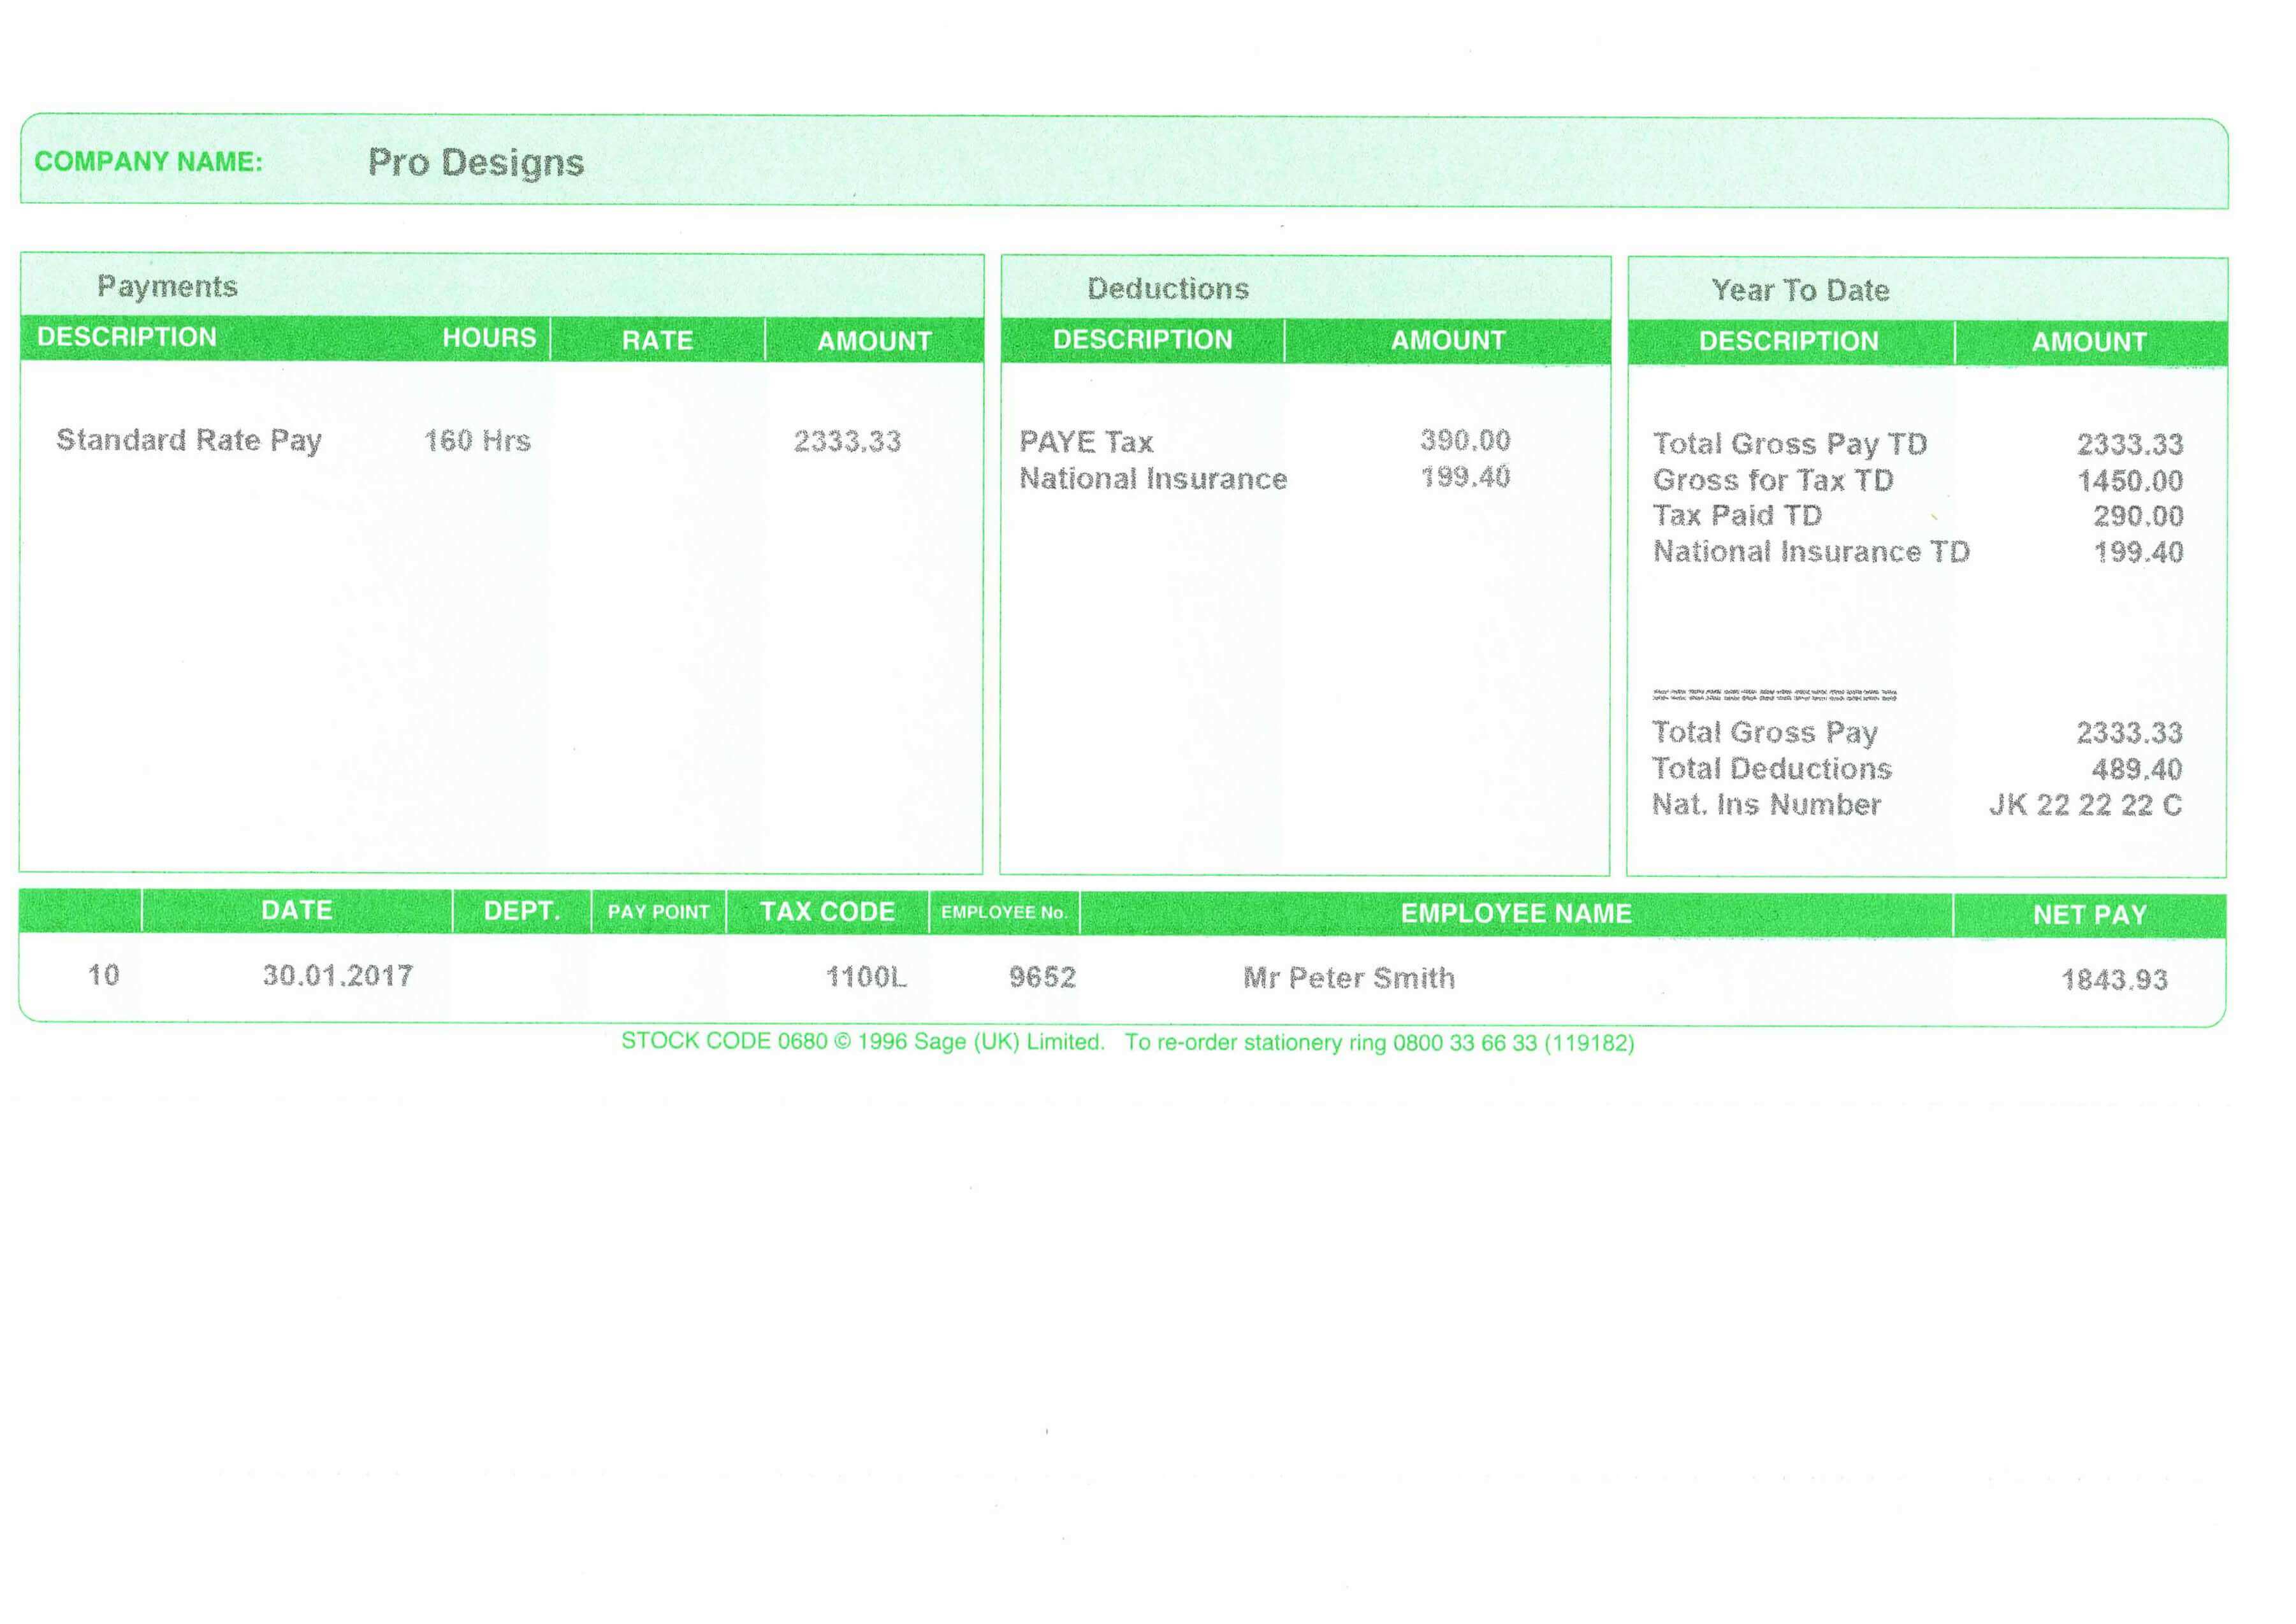 COMPANY NAME: Pro Designs
Payments
DESCRIPTION HOURS RATE AMOUNT
Standard Rate Pay 160 Hrs 2333.33
Deductions
DESCRIPTION AMOUNT
PAYE Tax 390.00
National Insurance 199.40
Year To Date
DESCRIPTION AMOUNT
Total Gross Pay TD 2333.33
Gross for Tax TD 1450.00
Tax Paid TD 290.00
National Insurance TD 199.40
Total Gross Pay 2333.33
Total Deductions 489.40
Nat. Ins Number JK 22 22 22 C
DATE DEPT. PAY POINT TAX CODE EMPLOYEE No. EMPLOYEE NAME NET PAY
10 30.01.2017 1100L 9652 Mr Peter Smith 1843.93
STOCK CODE 0680 © 1996 Sage (UK) Limited. To re-order stationery ring 0800 33 66 33 (119182)